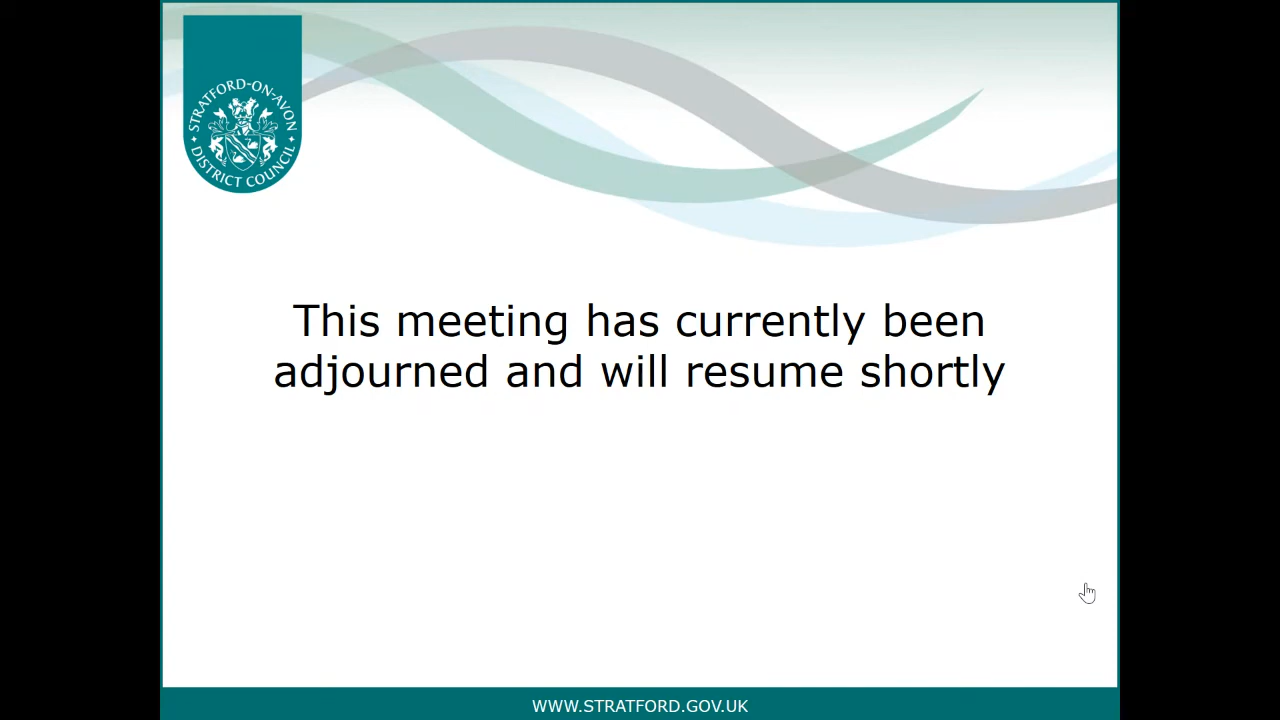 STRATFORD-ON-AVON
DISTRICT COUNCIL
This meeting has currently been
adjourned and will resume shortly
WWW.STRATFORD.GOV.UK